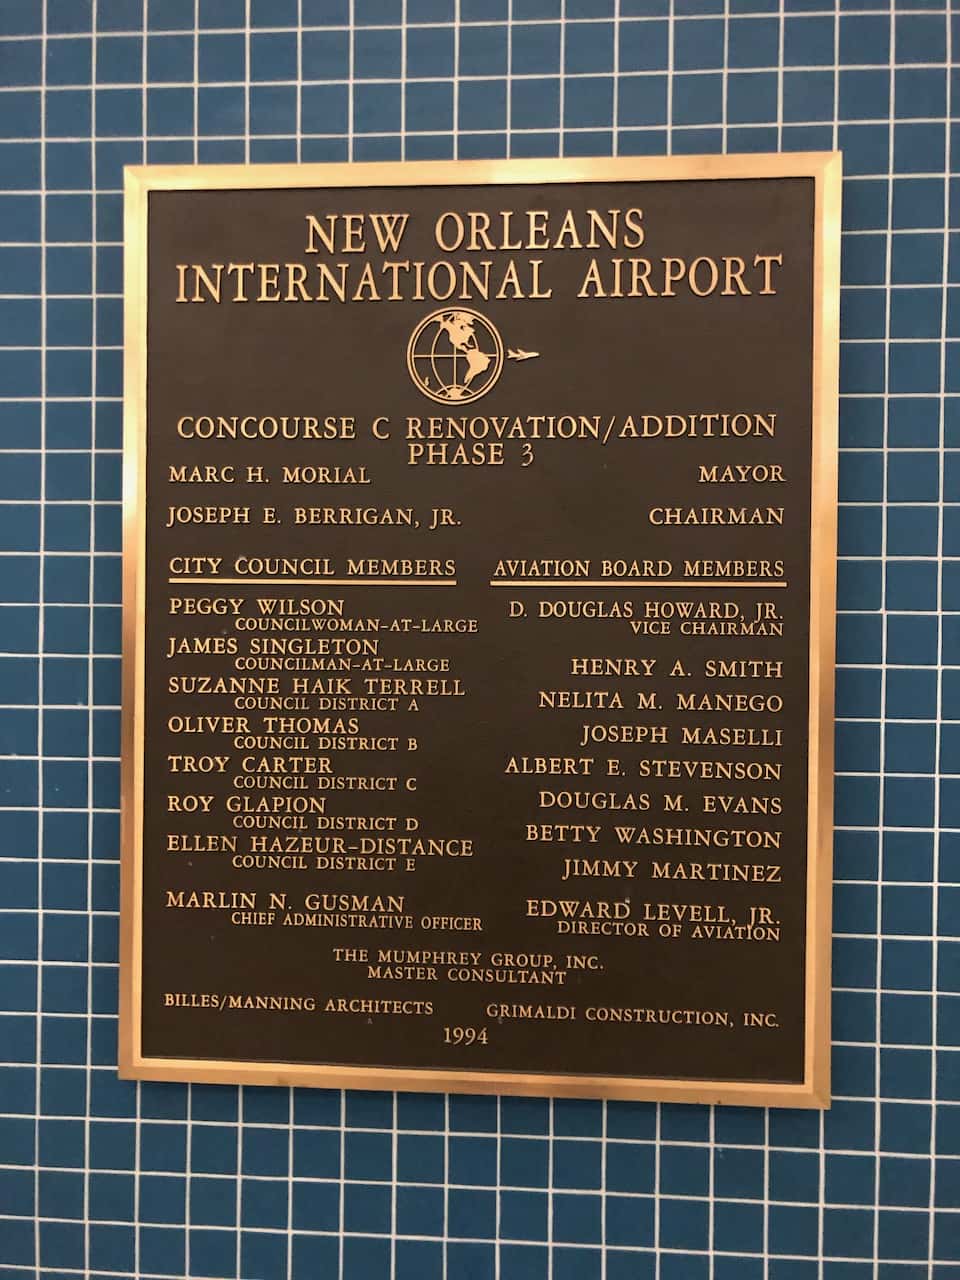 NEW ORLEANS
INTERNATIONAL AIRPORT
CONCOURSE C RENOVATION/ADDITION
PHASE 3
MARC H. MORIAL MAYOR
JOSEPH E. BERRIGAN, JR. CHAIRMAN
CITY COUNCIL MEMBERS
PEGGY WILSON
COUNCILWOMAN-AT-LARGE
JAMES SINGLETON
COUNCILMAN-AT-LARGE
SUZANNE HAIK TERRELL
COUNCIL DISTRICT A
OLIVER THOMAS
COUNCIL DISTRICT B
TROY CARTER
COUNCIL DISTRICT C
ROY GLAPION
COUNCIL DISTRICT D
ELLEN HAZEUR-DISTANCE
COUNCIL DISTRICT E
MARLIN N. GUSMAN
CHIEF ADMINISTRATIVE OFFICER
AVIATION BOARD MEMBERS
D. DOUGLAS HOWARD, JR.
VICE CHAIRMAN
HENRY A. SMITH
NELITA M. MANEGO
JOSEPH MASELLI
ALBERT E. STEVENSON
DOUGLAS M. EVANS
BETTY WASHINGTON
JIMMY MARTINEZ
EDWARD LEVELL, JR.
DIRECTOR OF AVIATION
THE MUMPHREY GROUP, INC.
MASTER CONSULTANT
BILLES/MANNING ARCHITECTS GRIMALDI CONSTRUCTION, INC.
1994